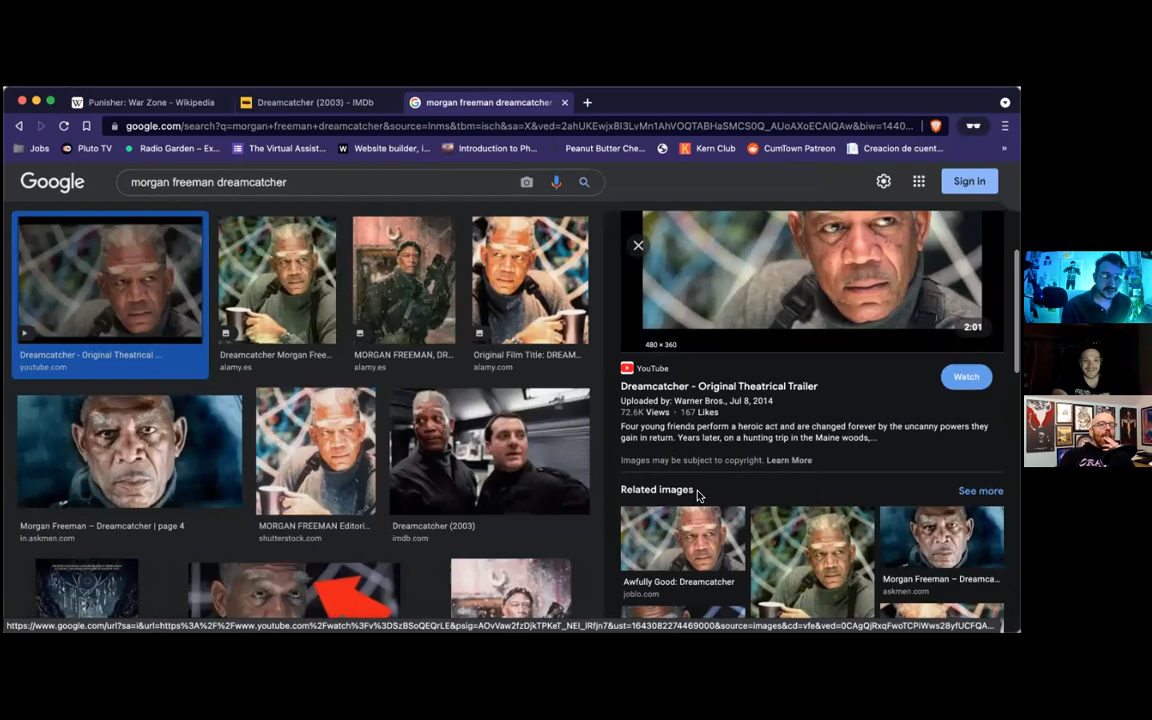 Punisher: War Zone - Wikipedia
Dreamcatcher (2003) - IMDb
morgan freeman dreamcatcher
google.com/search?q=morgan+freeman+dreamcatcher&source=lnms&tbm=isch&sa=X&ved=2ahUKEwjx8I3LvMn1AhVOQTABHaSMCS0Q_AUoAXoECAIQAw&biw=1440...
Jobs
Pluto TV
Radio Garden – Ex...
The Virtual Assist...
Website builder, i...
Introduction to Ph...
Peanut Butter Che...
Kern Club
CumTown Patreon
Creacion de cuent...
»
Google
morgan freeman dreamcatcher
Sign in
Dreamcatcher - Original Theatrical ...
youtube.com
Dreamcatcher Morgan Free...
alamy.es
MORGAN FREEMAN, DR...
alamy.es
Original Film Title: DREAM...
alamy.com
Morgan Freeman – Dreamcatcher | page 4
in.askmen.com
MORGAN FREEMAN Editori...
shutterstock.com
Dreamcatcher (2003)
imdb.com
2:01
480 × 360
YouTube
Dreamcatcher - Original Theatrical Trailer
Watch
Uploaded by: Warner Bros., Jul 8, 2014
72.6K Views · 167 Likes
Four young friends perform a heroic act and are changed forever by the uncanny powers they
gain in return. Years later, on a hunting trip in the Maine woods,...
Images may be subject to copyright. Learn More
Related images
See more
Awfully Good: Dreamcatcher
joblo.com
Morgan Freeman – Dreamca...
askmen.com